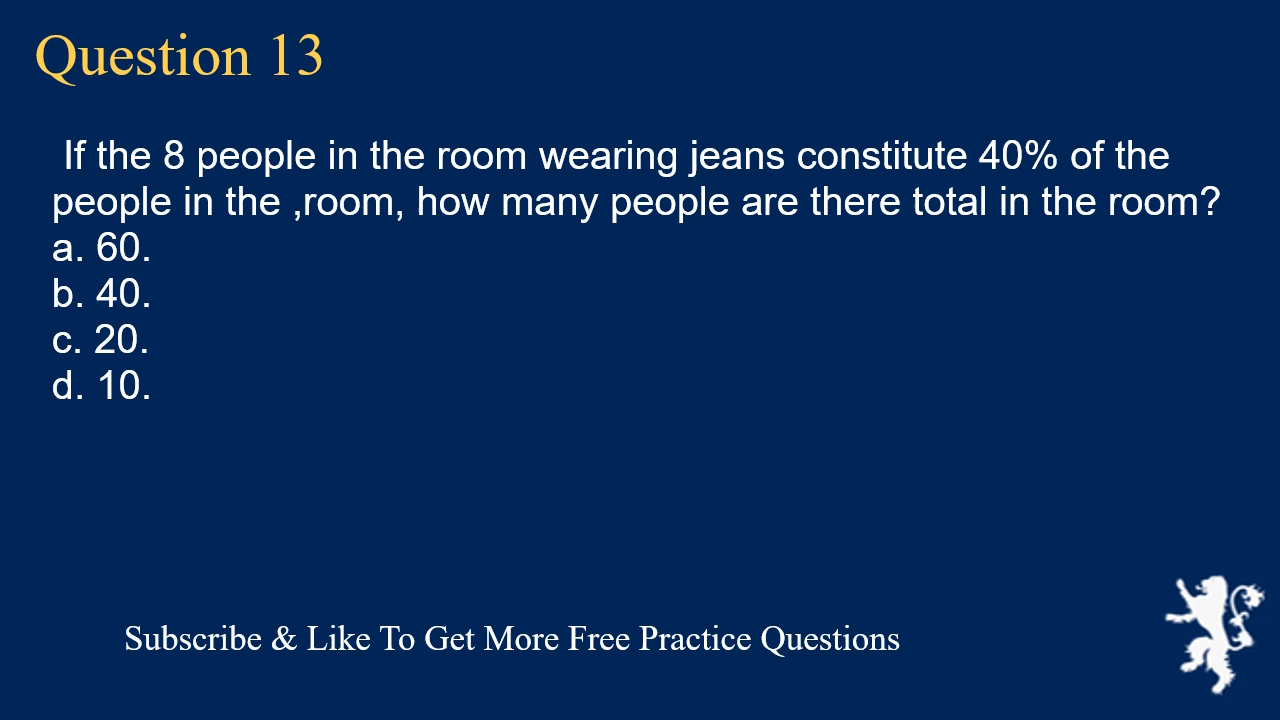 Question 13
If the 8 people in the room wearing jeans constitute 40% of the
people in the ,room, how many people are there total in the room?
a. 60.
b. 40.
c. 20.
d. 10.
Subscribe & Like To Get More Free Practice Questions